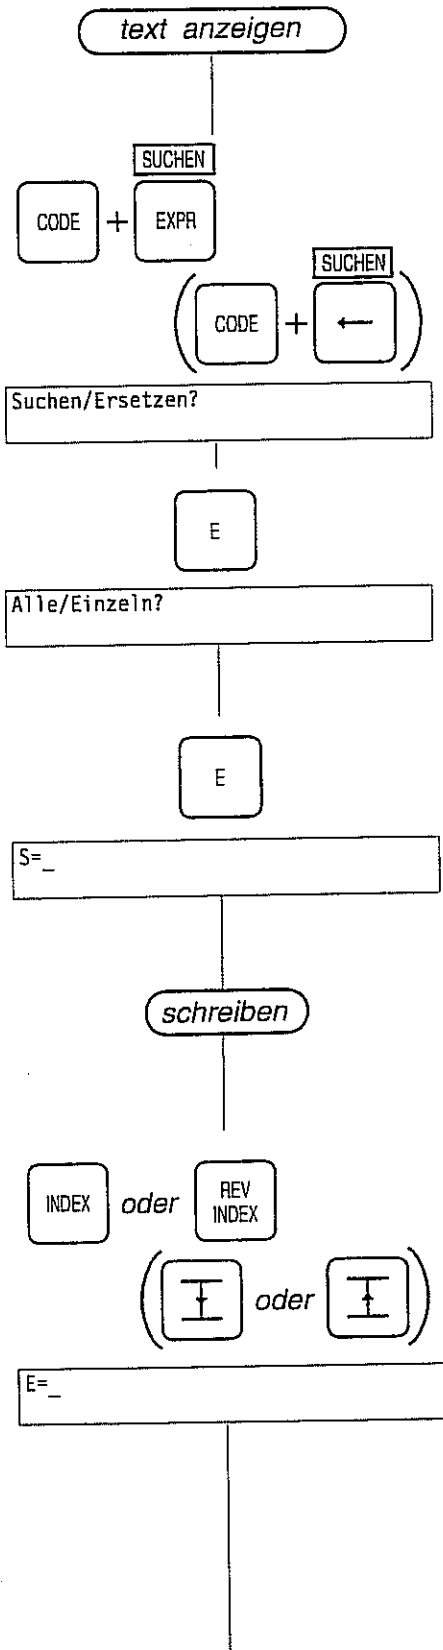 text anzeigen
SUCHEN
CODE + EXPR
SUCHEN
( CODE + ← )
Suchen/Ersetzen?
E
Alle/Einzeln?
E
S=_
schreiben
INDEX oder REV INDEX
( oder )
E=_